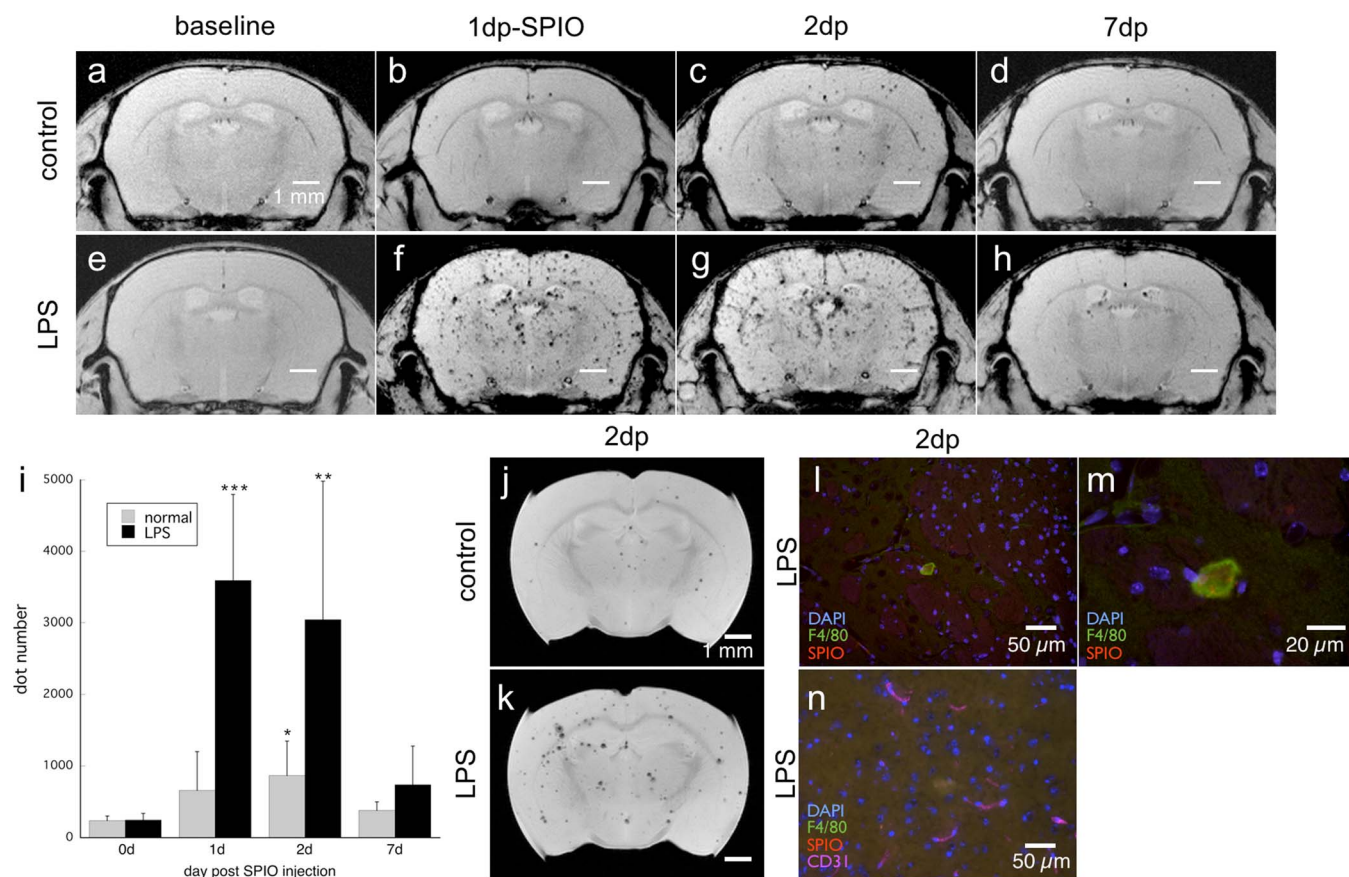 baseline 1dp-SPIO 2dp 7dp
control
a b c d
1 mm
LPS
e f g h
2dp 2dp
i
5000
4000
3000
2000
1000
0
dot number
normal
LPS
***
**
*
0d 1d 2d 7d
day post SPIO injection
control
j
1 mm
LPS
k
LPS
l
DAPI
F4/80
SPIO
50 µm
m
DAPI
F4/80
SPIO
20 µm
LPS
n
DAPI
F4/80
SPIO
CD31
50 µm